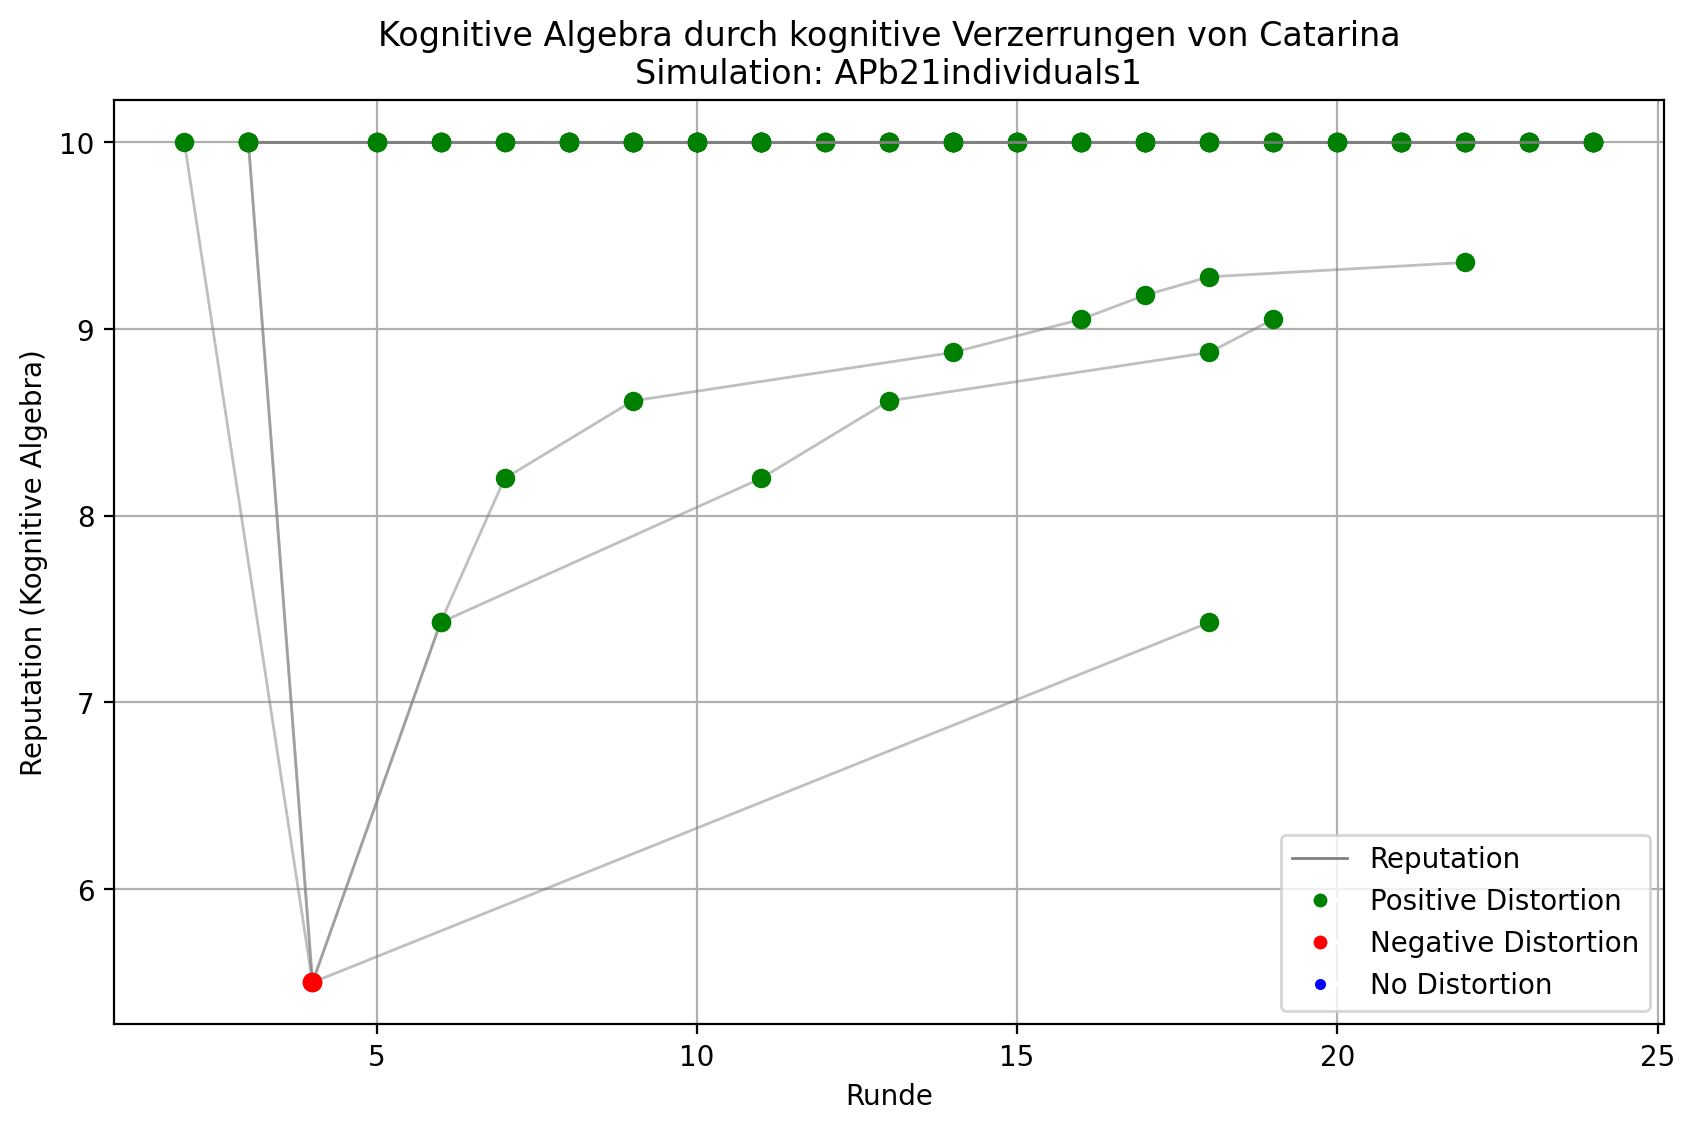 Kognitive Algebra durch kognitive Verzerrungen von Catarina
Simulation: APb21individuals1
Reputation (Kognitive Algebra)
10
9
8
7
6
5
10
15
20
25
Runde
Reputation
Positive Distortion
Negative Distortion
No Distortion